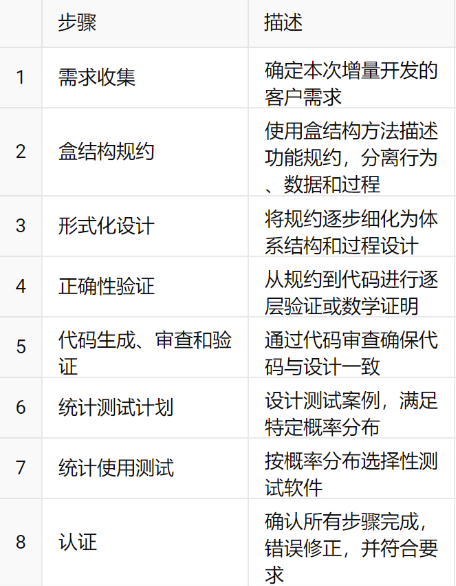 步骤 描述
1 需求收集 确定本次增量开发的
客户需求
2 盒结构规约 使用盒结构方法描述
功能规约，分离行为
、数据和过程
3 形式化设计 将规约逐步细化为体
系结构和过程设计
4 正确性验证 从规约到代码进行逐
层验证或数学证明
5 代码生成、审查和验
证
通过代码审查确保代
码与设计一致
6 统计测试计划 设计测试案例，满足
特定概率分布
7 统计使用测试 按概率分布选择性测
试软件
8 认证 确认所有步骤完成，
错误修正，并符合要
求